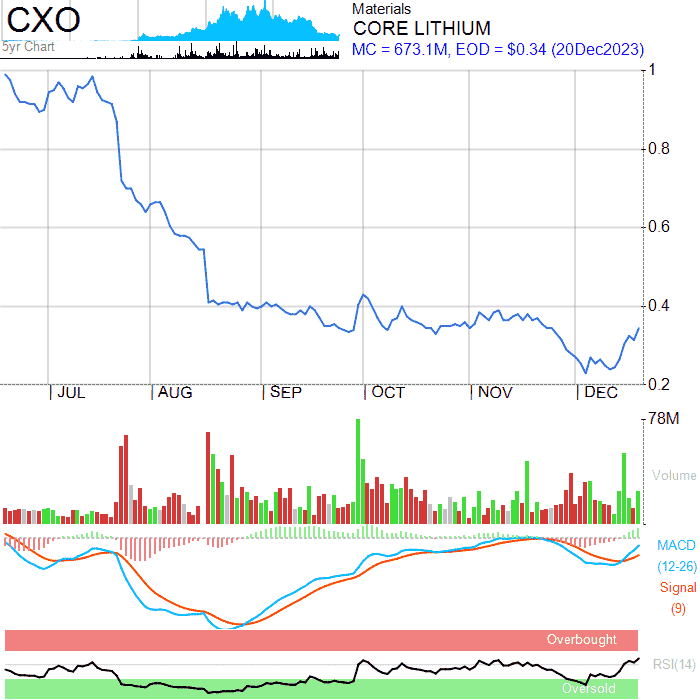 CXO
5yr Chart
Materials
CORE LITHIUM
MC = 673.1M, EOD = $0.34 (20Dec2023)
1
0.8
0.6
0.4
0.2
JUL AUG SEP OCT NOV DEC
78M
Volume
MACD
(12-26)
Signal
(9)
Overbought
RSI(14)
Oversold